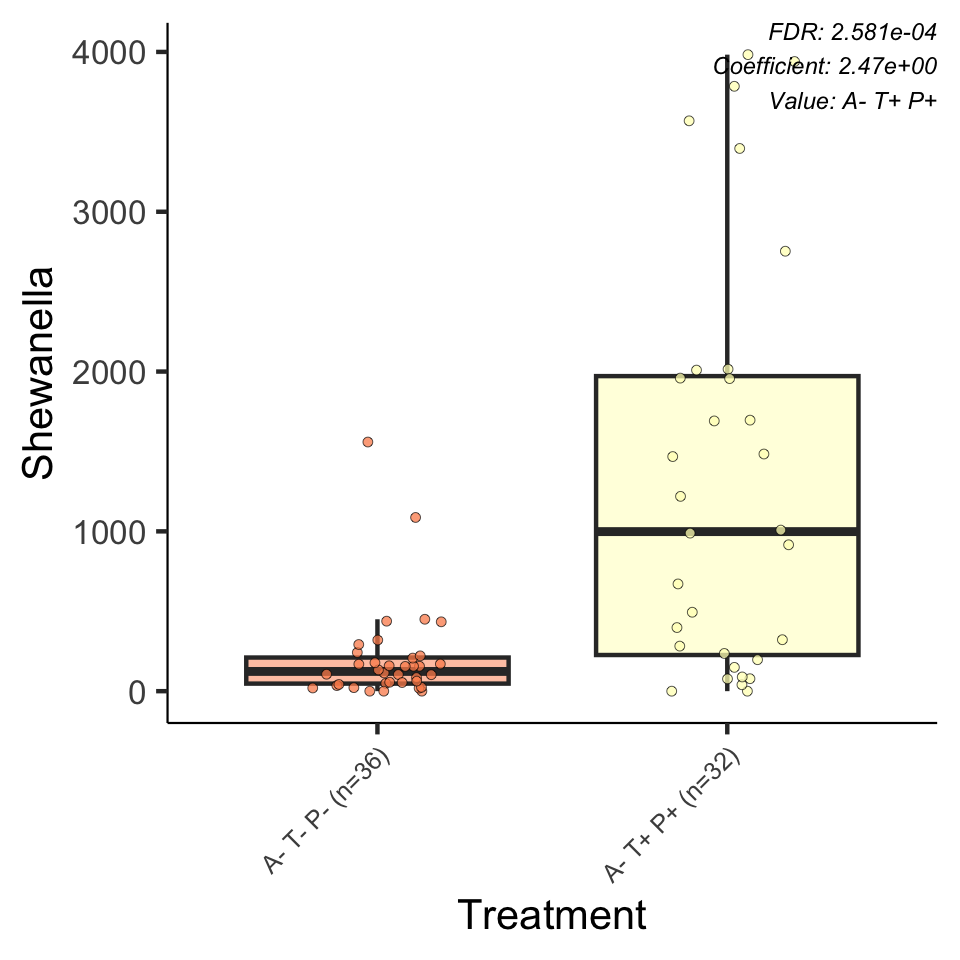 FDR: 2.581e-04
Coefficient: 2.47e+00
Value: A- T+ P+
4000
3000
2000
1000
0
Shewanella
A- T- P- (n=36)
A- T+ P+ (n=32)
Treatment